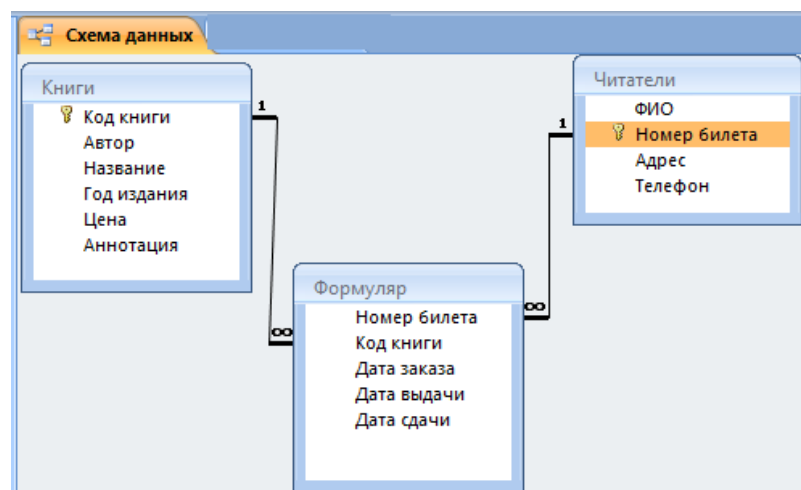 Схема данных
Книги
Код книги
Автор
Название
Год издания
Цена
Аннотация
1
∞
Читатели
ФИО
Номер билета
Адрес
Телефон
1
∞
Формуляр
Номер билета
Код книги
Дата заказа
Дата выдачи
Дата сдачи